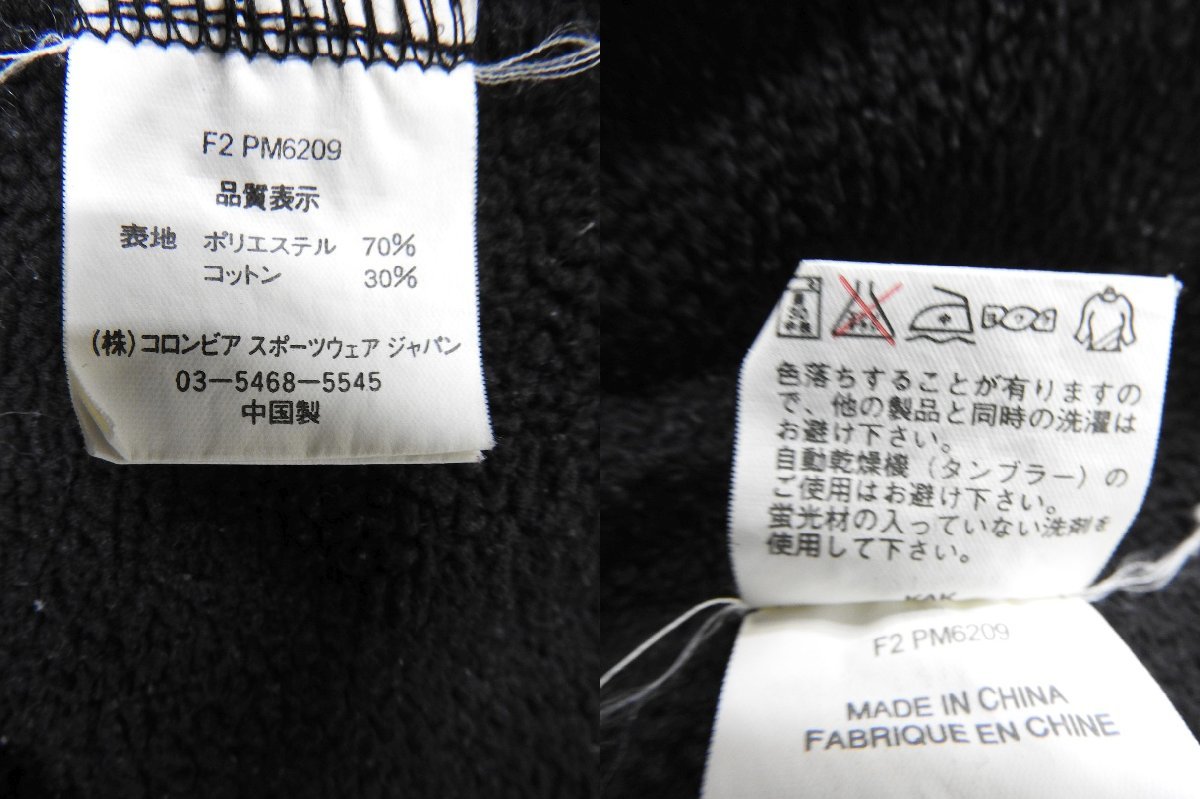 F2 PM6209
品質表示
表地 ポリエステル 70%
コットン 30%
(株)コロンビア スポーツウェア ジャパン
03-5468-5545
中国製
中
色落ちすることが有りますの
で、他の製品と同時の洗濯は
お避け下さい。
自動乾燥機(タンブラー)の
ご使用はお避け下さい。
蛍光材の入っていない洗剤を
使用して下さい。
F2 PM6209
MADE IN CHINA
FABRIQUE EN CHINE